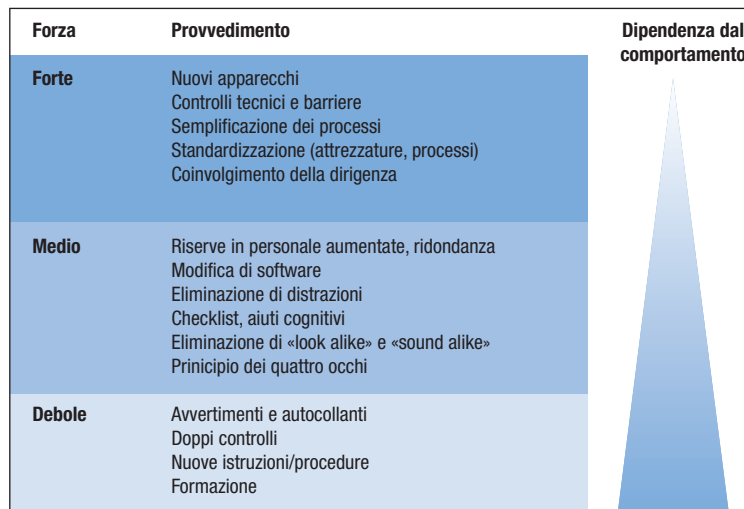 Forza Provvedimento Dipendenza dal
comportamento
Forte Nuovi apparecchi
Controlli tecnici e barriere
Semplificazione dei processi
Standardizzazione (attrezzature, processi)
Coinvolgimento della dirigenza
Medio Riserve in personale aumentate, ridondanza
Modifica di software
Eliminazione di distrazioni
Checklist, aiuti cognitivi
Eliminazione di «look alike» e «sound alike»
Prinicipio dei quattro occhi
Debole Avvertimenti e autocollanti
Doppi controlli
Nuove istruzioni/procedure
Formazione